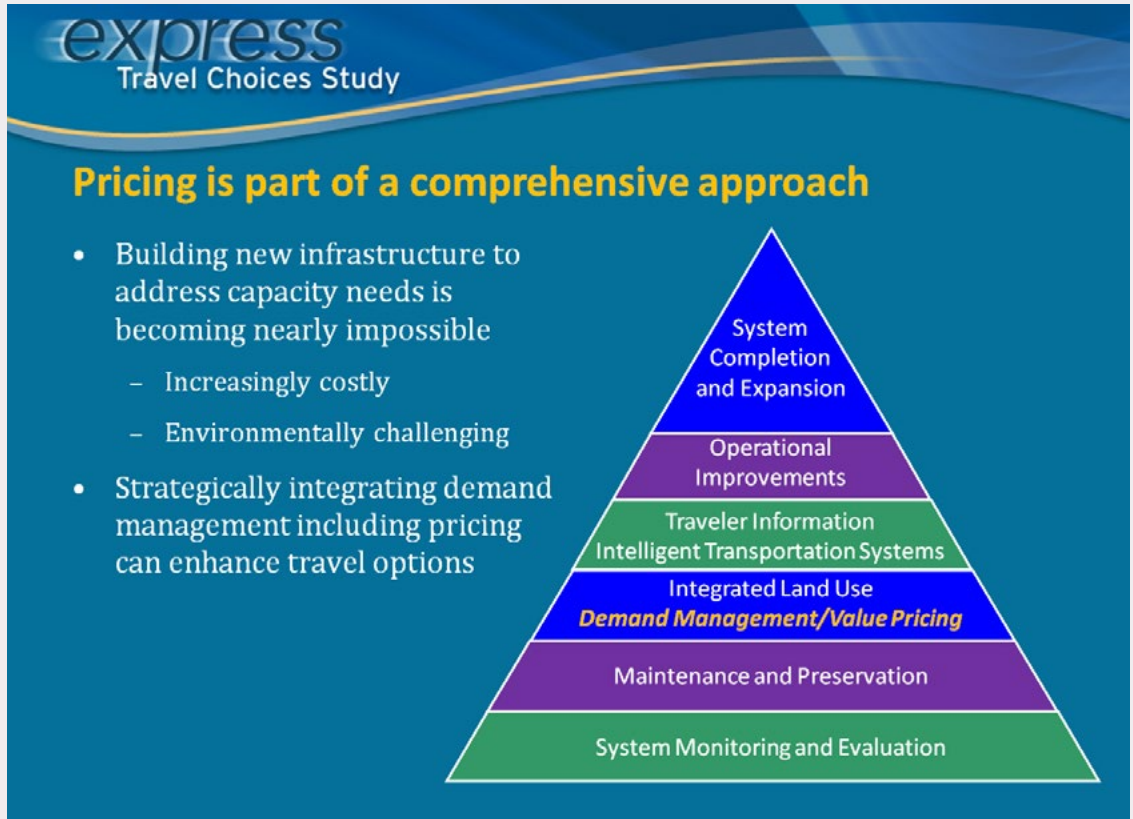 express
Travel Choices Study
Pricing is part of a comprehensive approach
• Building new infrastructure to
address capacity needs is
becoming nearly impossible
– Increasingly costly
– Environmentally challenging
• Strategically integrating demand
management including pricing
can enhance travel options
System
Completion
and Expansion
Operational
Improvements
Traveler Information
Intelligent Transportation Systems
Integrated Land Use
Demand Management/Value Pricing
Maintenance and Preservation
System Monitoring and Evaluation